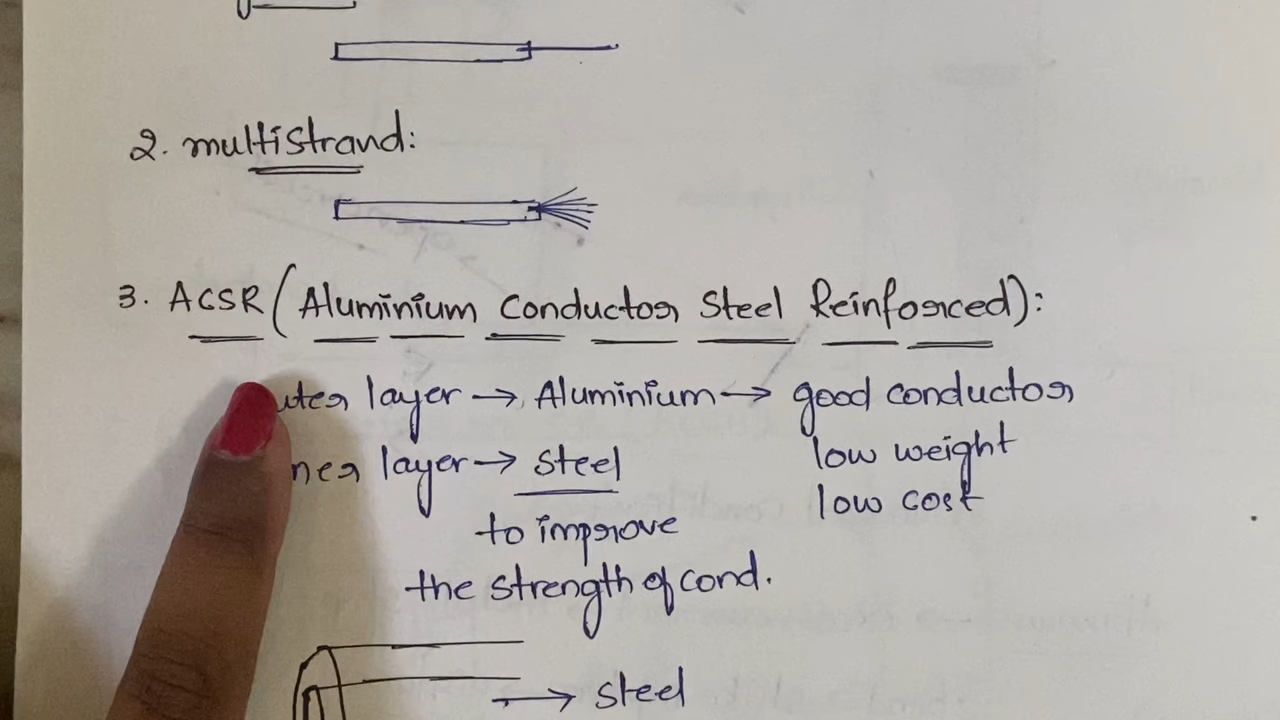 2. multistrand:
3. ACSR (Aluminium Conductor Steel Reinforced):
layer → Aluminium → good conductor
layer → Steel low weight
low cost
to improve
the strength of cond.
→ steel